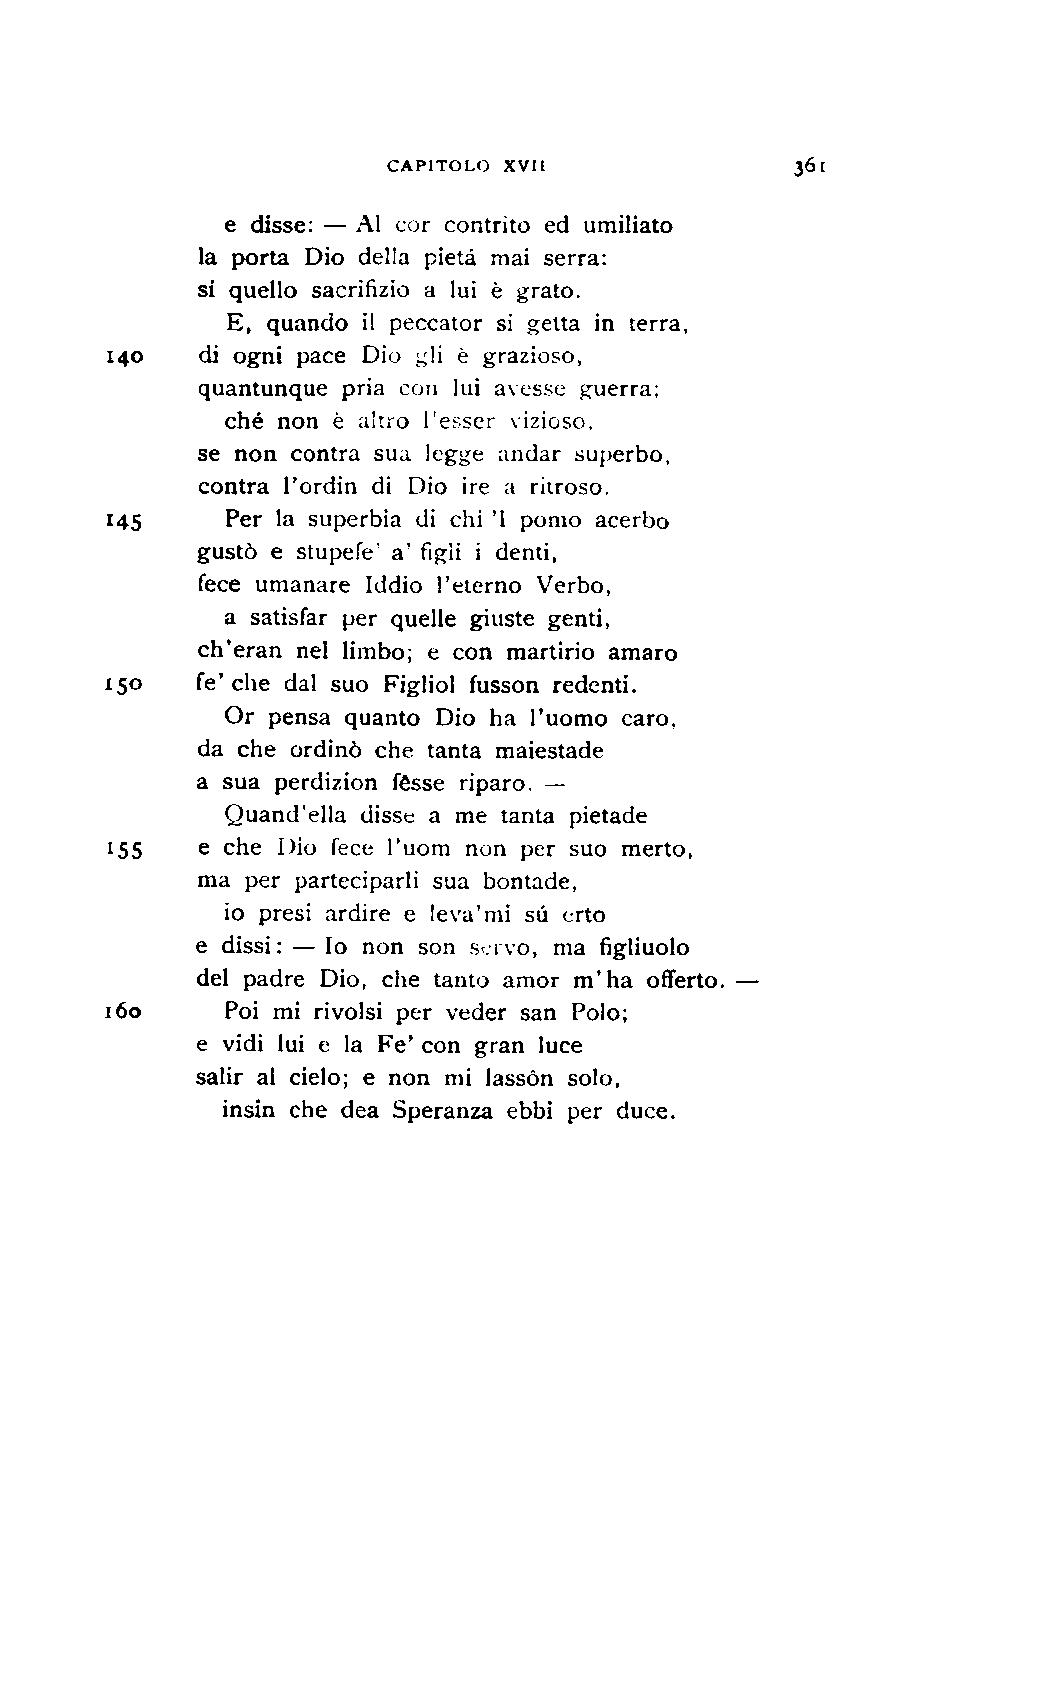 CAPITOLO XVII 361
e disse: — Al cor contrito ed umiliato
la porta Dio della pietá mai serra:
sí quello sacrifizio a lui è grato.
E, quando il peccator si getta in terra,
140 di ogni pace Dio gli è grazioso,
quantunque pria con lui avesse guerra;
ché non è altro l'esser vizioso,
se non contra sua legge andar superbo,
contra l'ordin di Dio ire a ritroso.
145 Per la superbia di chi 'l pomo acerbo
gustò e stupefe' a' figli i denti,
fece umanare Iddio l'eterno Verbo,
a satisfar per quelle giuste genti,
ch'eran nel limbo; e con martirio amaro
150 fe' che dal suo Figliol fusson redenti.
Or pensa quanto Dio ha l'uomo caro,
da che ordinò che tanta maiestade
a sua perdizion fêsse riparo. —
Quand'ella disse a me tanta pietade
155 e che Dio fece l'uom non per suo merto,
ma per parteciparli sua bontade,
io presi ardire e leva'mi sú erto
e dissi: — Io non son servo, ma figliuolo
del padre Dio, che tanto amor m'ha offerto. —
160 Poi mi rivolsi per veder san Polo;
e vidi lui e la Fe' con gran luce
salir al cielo; e non mi lassôn solo,
insin che dea Speranza ebbi per duce.